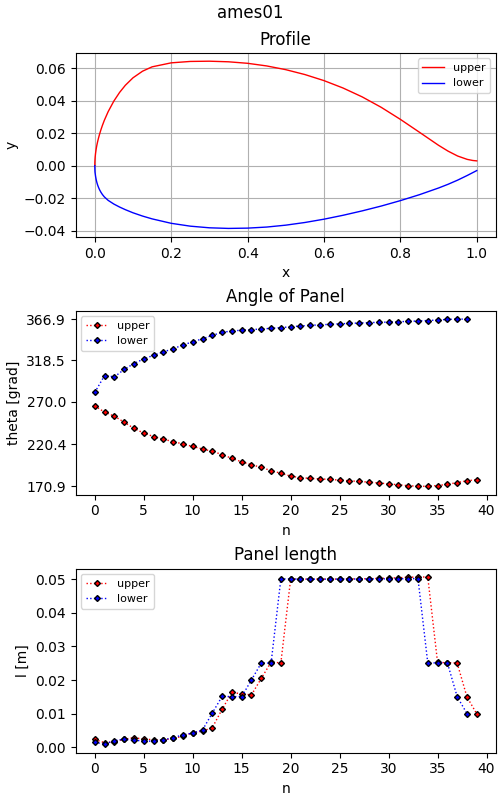 ames01
Profile
0.06
0.04
0.02
0.00
−0.02
−0.04
y
upper
lower
0.0 0.2 0.4 0.6 0.8 1.0
x
Angle of Panel
366.9
318.5
270.0
220.4
170.9
theta [grad]
upper
lower
0 5 10 15 20 25 30 35 40
n
Panel length
0.05
0.04
0.03
0.02
0.01
0.00
l [m]
upper
lower
0 5 10 15 20 25 30 35 40
n